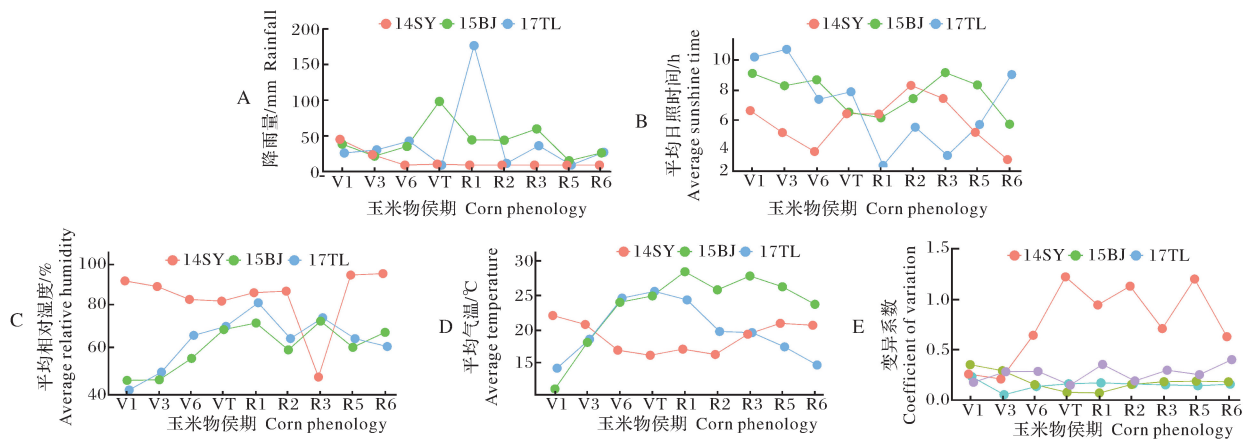 A
降雨量/mm Rainfall
14SY 15BJ 17TL
200
150
100
50
0
V1 V3 V6 VT R1 R2 R3 R5 R6
玉米物侯期 Corn phenology
B
平均日照时间/h
Average sunshine time
14SY 15BJ 17TL
10
8
6
4
2
V1 V3 V6 VT R1 R2 R3 R5 R6
玉米物侯期 Corn phenology
C
平均相对湿度/%
Average relative humidity
14SY 15BJ 17TL
100
80
60
40
V1 V3 V6 VT R1 R2 R3 R5 R6
玉米物侯期 Corn phenology
D
平均气温/℃
Average temperature
14SY 15BJ 17TL
30
25
20
15
V1 V3 V6 VT R1 R2 R3 R5 R6
玉米物侯期 Corn phenology
E
变异系数
Coefficient of variation
14SY 15BJ 17TL
1.5
1.0
0.5
0.0
V1 V3 V6 VT R1 R2 R3 R5 R6
玉米物侯期 Corn phenology